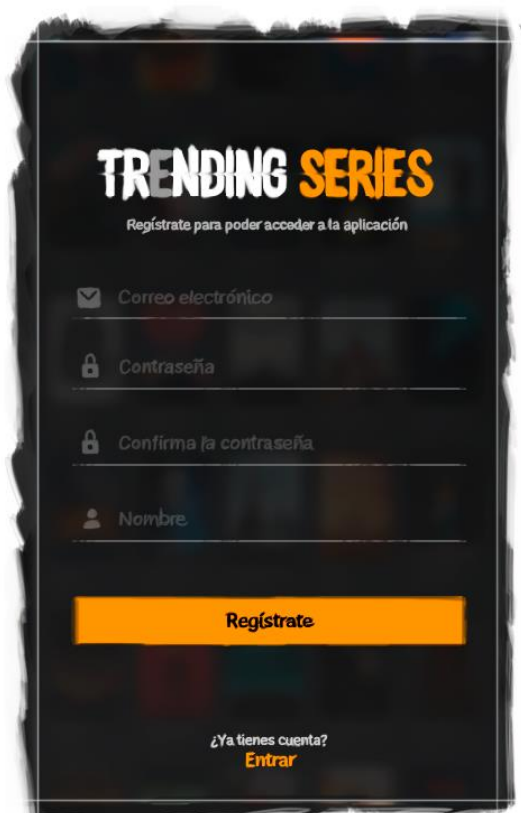 TRENDING SERIES
Regístrate para poder acceder a la aplicación
Correo electrónico
Contraseña
Confirma la contraseña
Nombre
Regístrate
¿Ya tienes cuenta?
Entrar